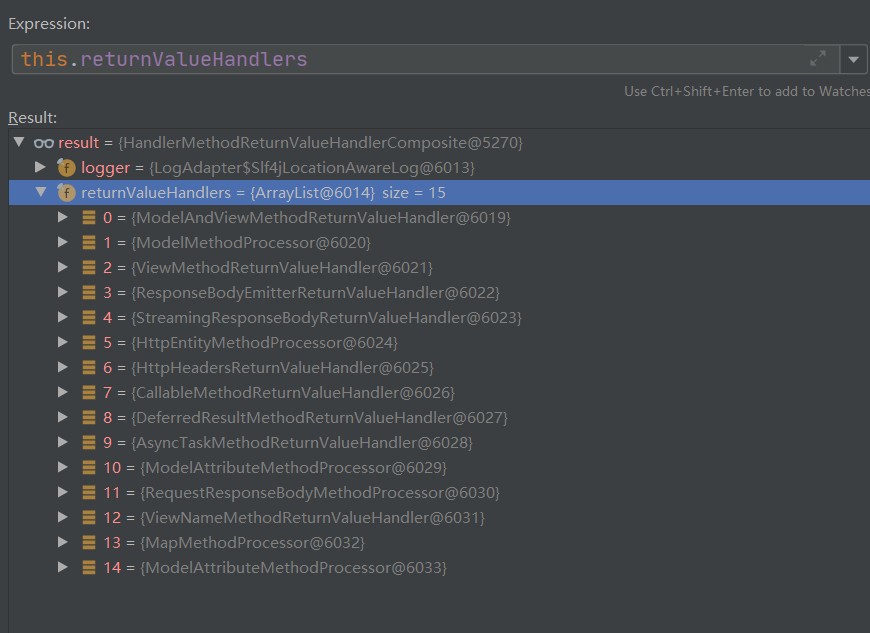 Expression:
this.returnValueHandlers
Use Ctrl+Shift+Enter to add to Watches
Result:
result = {HandlerMethodReturnValueHandlerComposite@5270}
logger = {LogAdapter$Slf4jLocationAwareLog@6013}
returnValueHandlers = {ArrayList@6014} size = 15
0 = {ModelAndViewMethodReturnValueHandler@6019}
1 = {ModelMethodProcessor@6020}
2 = {ViewMethodReturnValueHandler@6021}
3 = {ResponseBodyEmitterReturnValueHandler@6022}
4 = {StreamingResponseBodyReturnValueHandler@6023}
5 = {HttpEntityMethodProcessor@6024}
6 = {HttpHeadersReturnValueHandler@6025}
7 = {CallableMethodReturnValueHandler@6026}
8 = {DeferredResultMethodReturnValueHandler@6027}
9 = {AsyncTaskMethodReturnValueHandler@6028}
10 = {ModelAttributeMethodProcessor@6029}
11 = {RequestResponseBodyMethodProcessor@6030}
12 = {ViewNameMethodReturnValueHandler@6031}
13 = {MapMethodProcessor@6032}
14 = {ModelAttributeMethodProcessor@6033}